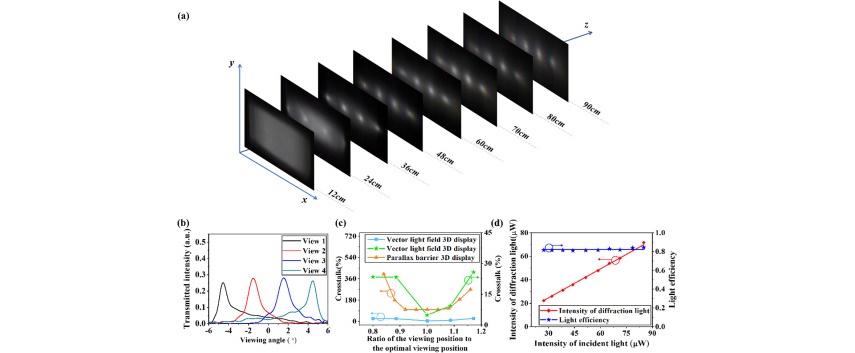 (a)
y
z
x
12cm
24cm
36cm
48cm
60cm
70cm
80cm
90cm
(b)
Transmitted intensity (a.u.)
0.5
0.4
0.3
0.2
0.1
0.0
View 1
View 2
View 3
View 4
-6 -4 -2 0 2 4 6
Viewing angle (°)
(c)
Crosstalk(%)
720
540
360
180
0
Vector light field 3D display
Vector light field 3D display
Parallax barrier 3D display
45
30
15
0
Crosstalk (%)
0.8 0.9 1.0 1.1 1.2
Ratio of the viewing position to
the optimal viewing position
(d)
Intensity of diffraction light(μW)
80
60
40
20
0
Intensity of diffraction light
Light efficiency
1.0
0.8
0.6
0.4
0.2
0.0
Light efficiency
30 45 60 75 90
Intensity of incident light (μW)